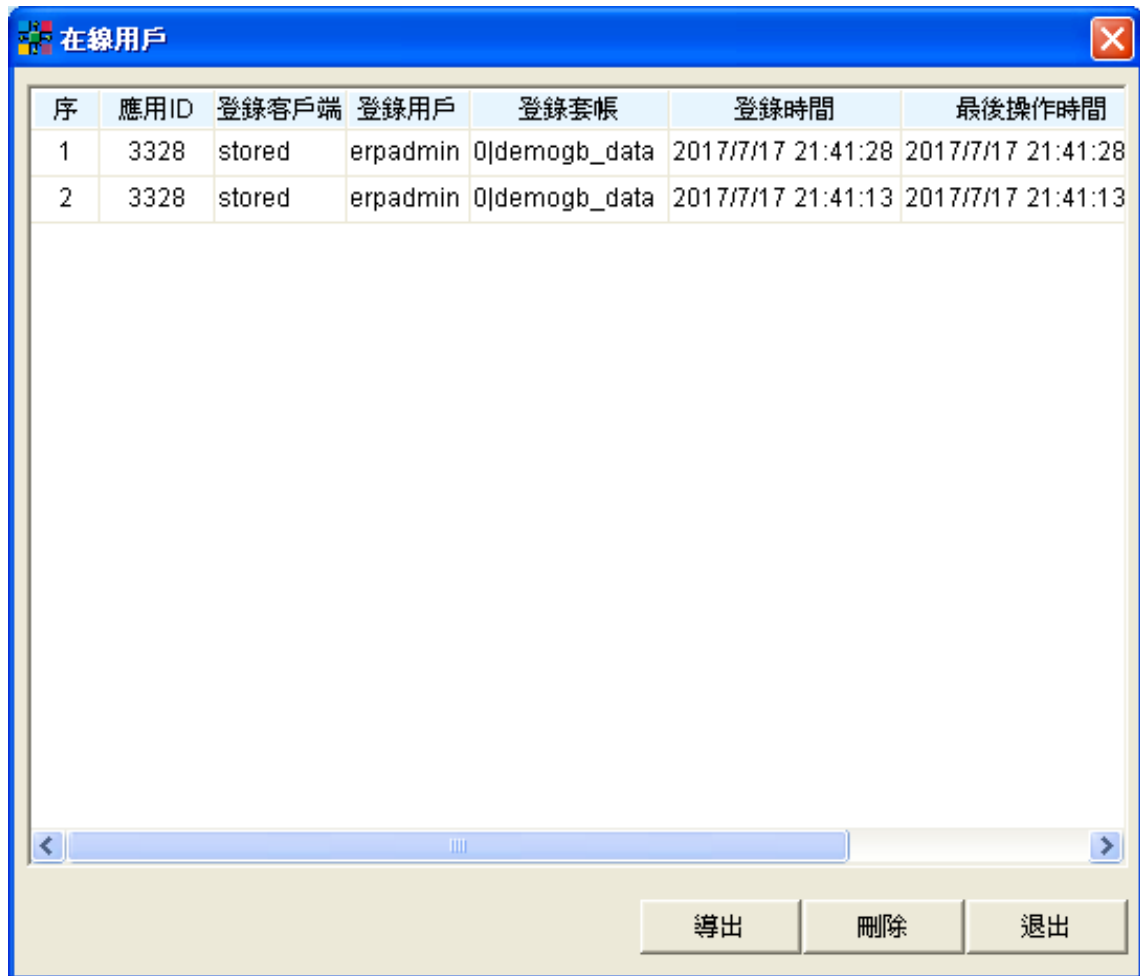 在線用戶
序 應用ID 登錄客戶端 登錄用戶 登錄套帳 登錄時間 最後操作時間
1 3328 stored erpadmin 0|demogb_data 2017/7/17 21:41:28 2017/7/17 21:41:28
2 3328 stored erpadmin 0|demogb_data 2017/7/17 21:41:13 2017/7/17 21:41:13
導出 刪除 退出